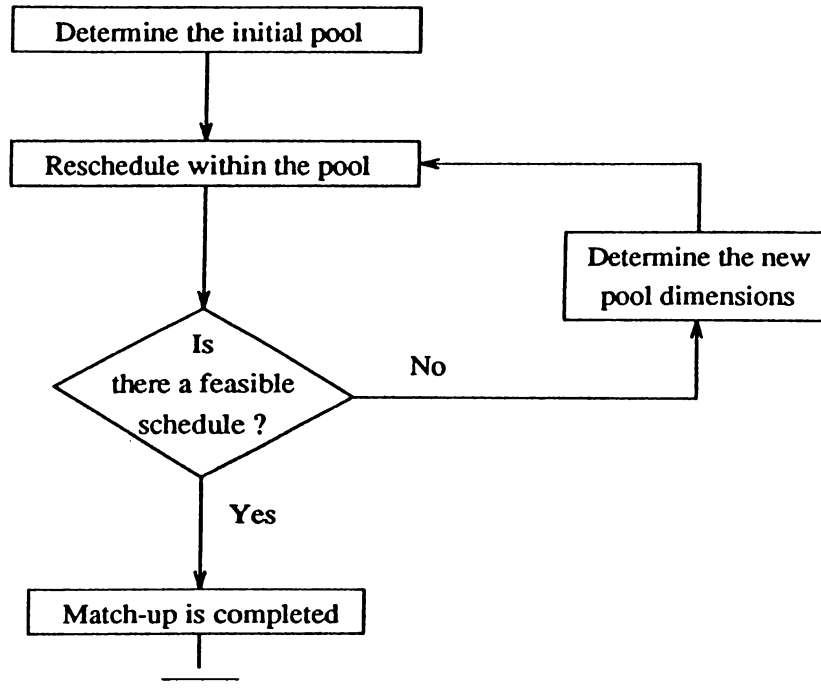 Determine the initial pool
Reschedule within the pool
Determine the new
pool dimensions
Is
there a feasible
schedule ?
No
Yes
Match-up is completed